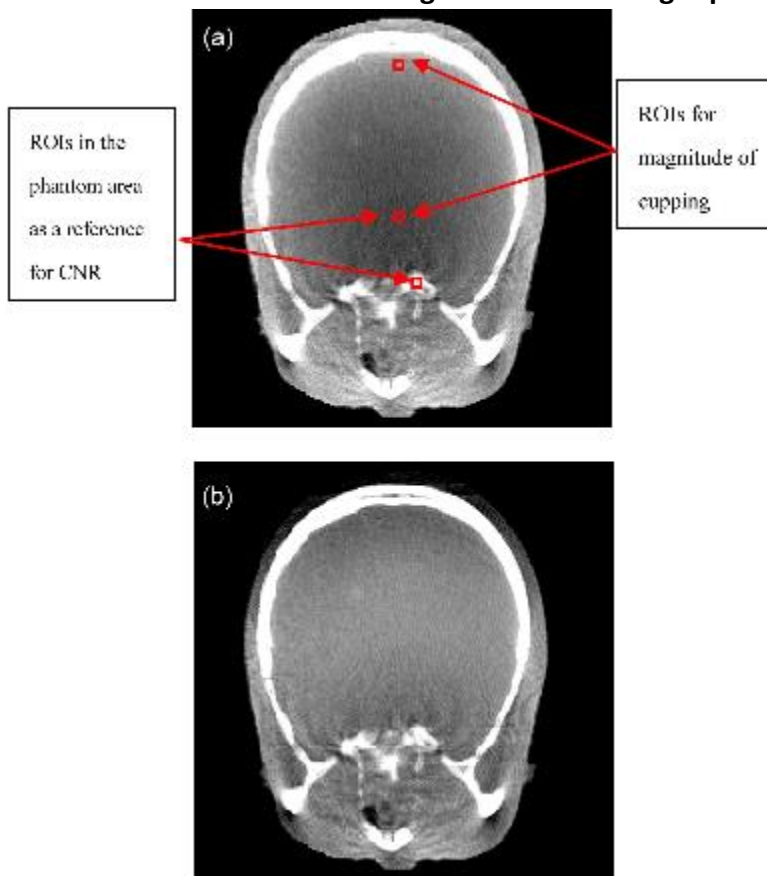 (a)
ROIs in the
phantom area
as a reference
for CNR
ROIs for
magnitude of
cupping
(b)